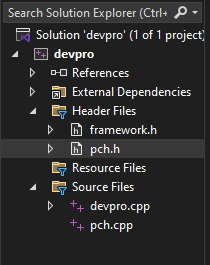 Search Solution Explorer (Ctrl+
Solution 'devpro' (1 of 1 project)
devpro
References
External Dependencies
Header Files
framework.h
pch.h
Resource Files
Source Files
devpro.cpp
pch.cpp